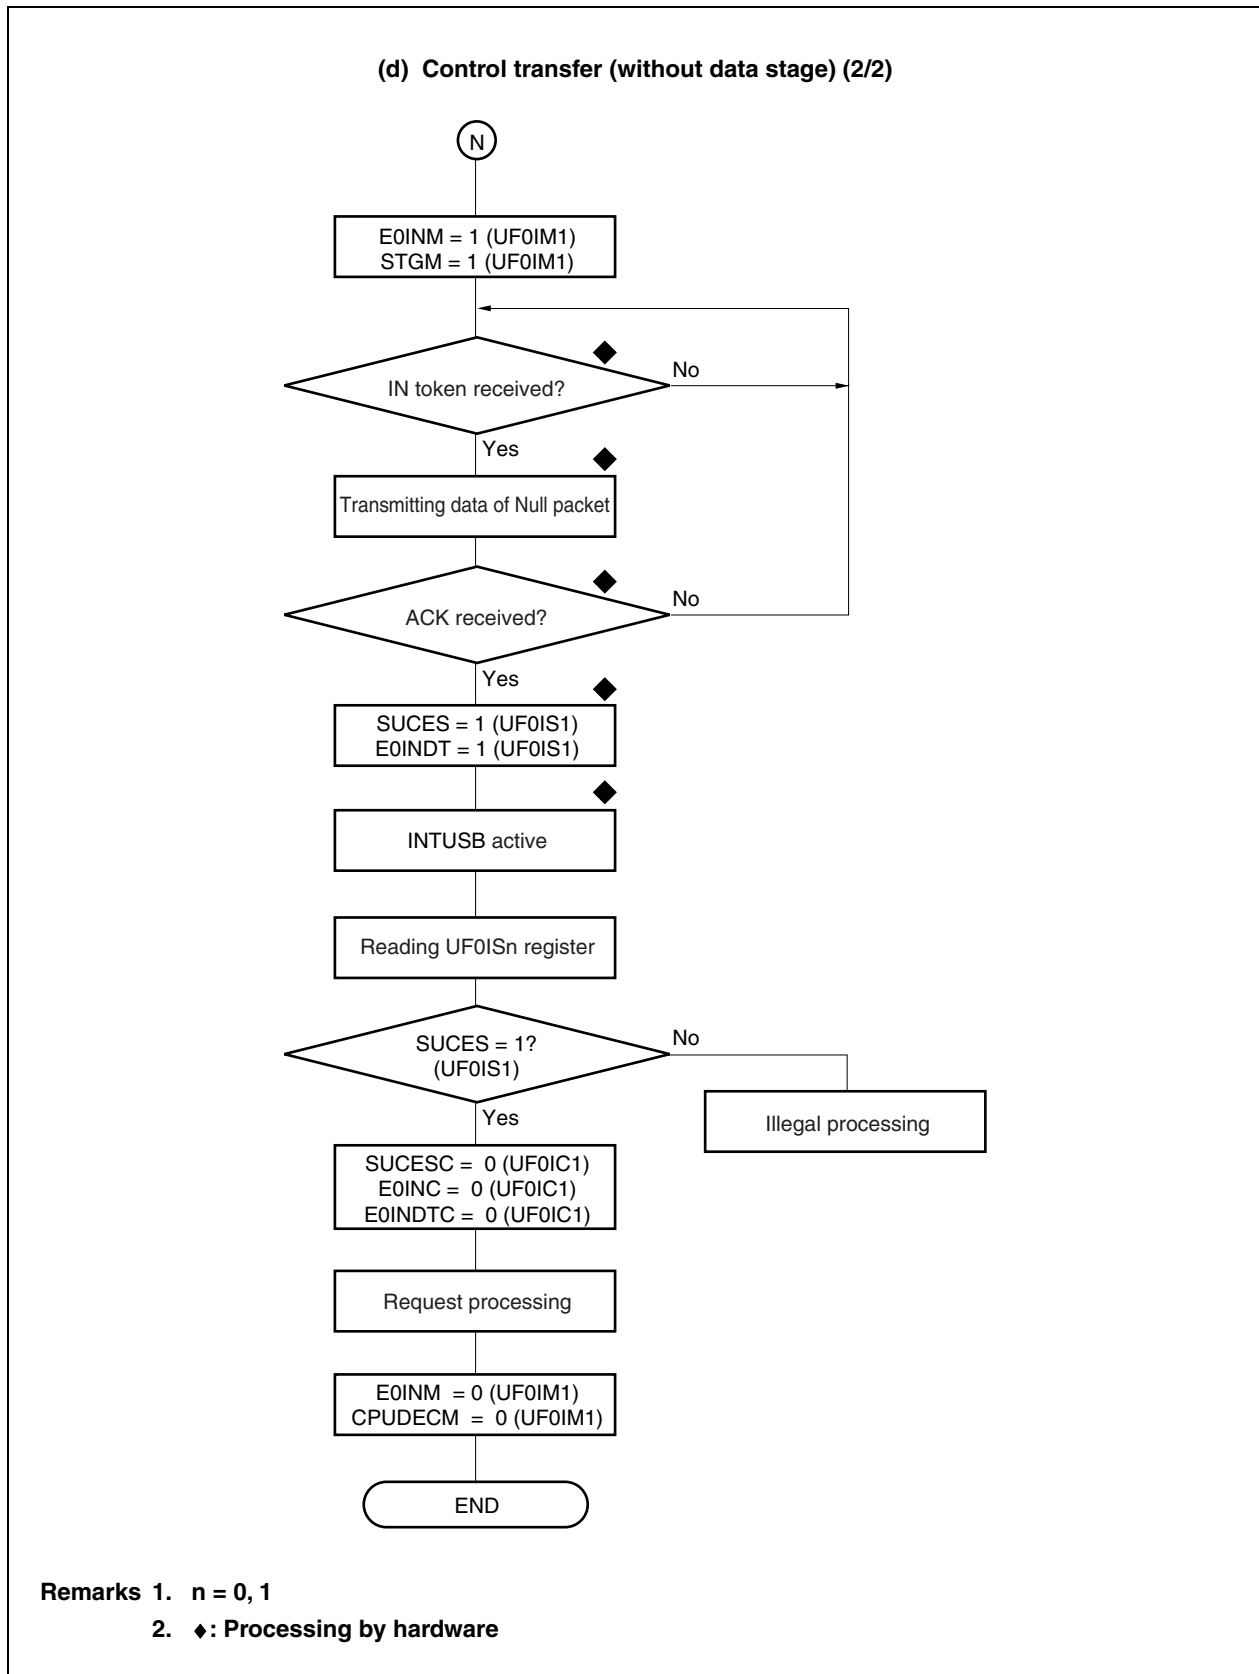 (d) Control transfer (without data stage) (2/2)
N
E0INM = 1 (UF0IM1)
STGM = 1 (UF0IM1)
IN token received?
No
Yes
Transmitting data of Null packet
ACK received?
No
Yes
SUCES = 1 (UF0IS1)
E0INDT = 1 (UF0IS1)
INTUSB active
Reading UF0ISn register
SUCES = 1?
(UF0IS1)
No
Yes
Illegal processing
SUCESC = 0 (UF0IC1)
E0INC = 0 (UF0IC1)
E0INDTC = 0 (UF0IC1)
Request processing
E0INM = 0 (UF0IM1)
CPUDECM = 0 (UF0IM1)
END
Remarks 1. n = 0, 1
2. ♦: Processing by hardware